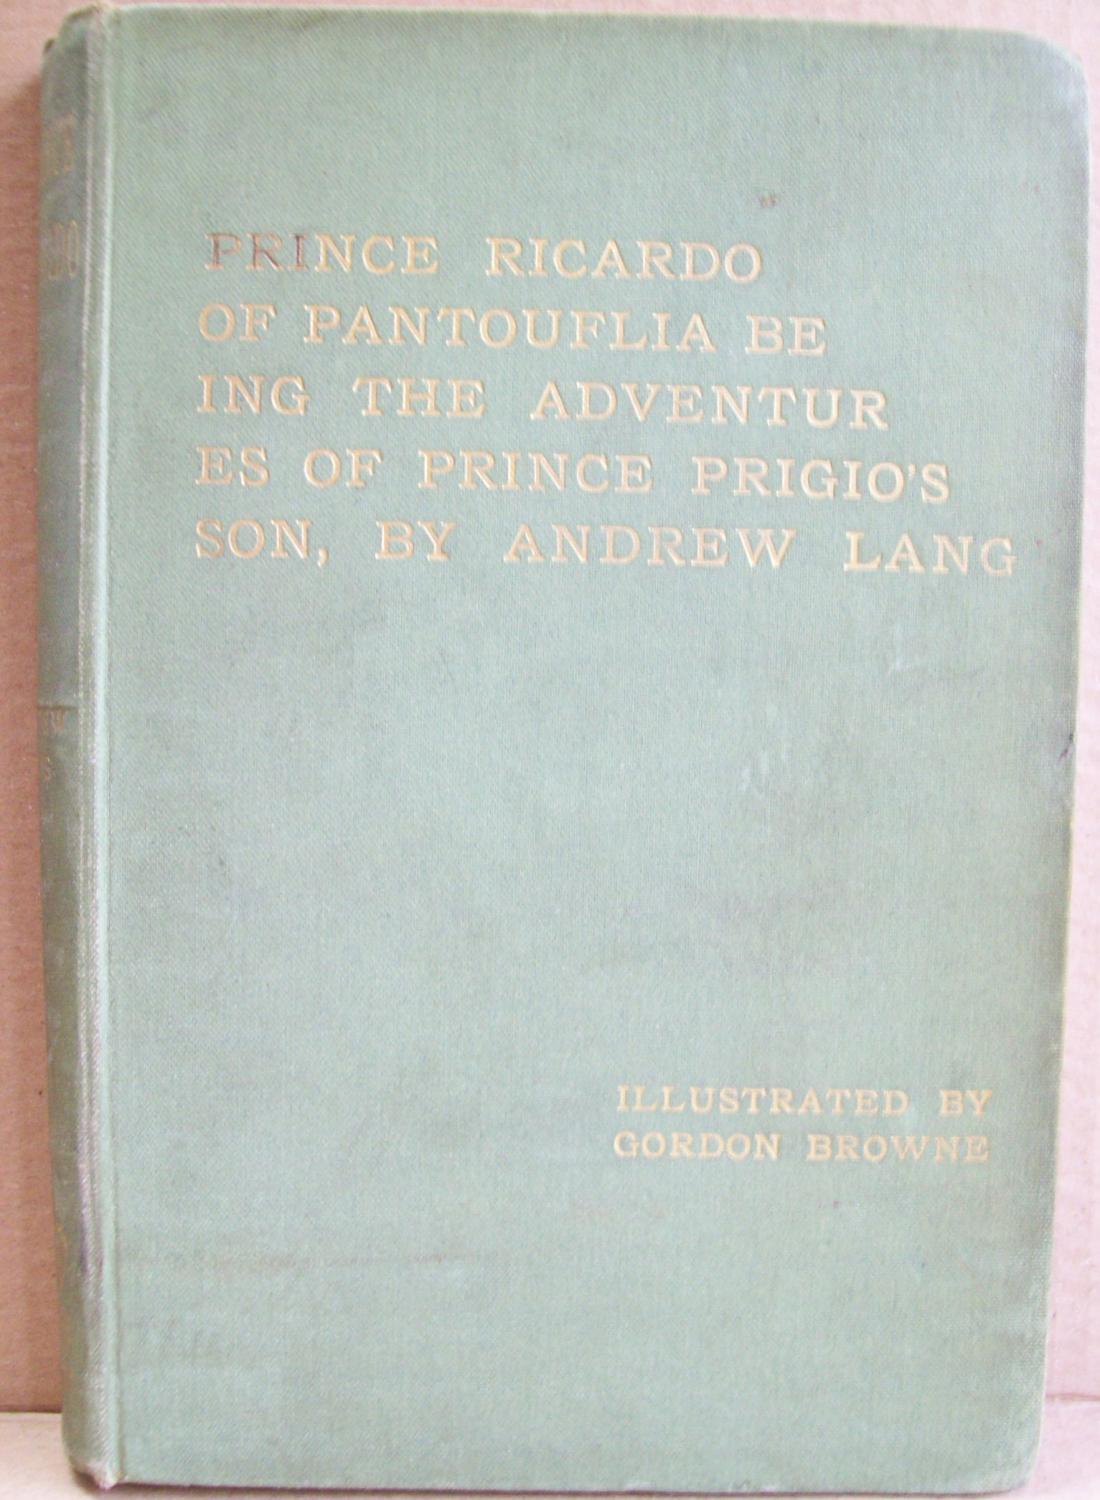 PRINCE RICARDO
OF PANTOUFLIA BE
ING THE ADVENTUR
ES OF PRINCE PRIGIO'S
SON, BY ANDREW LANG
ILLUSTRATED BY
GORDON BROWNE